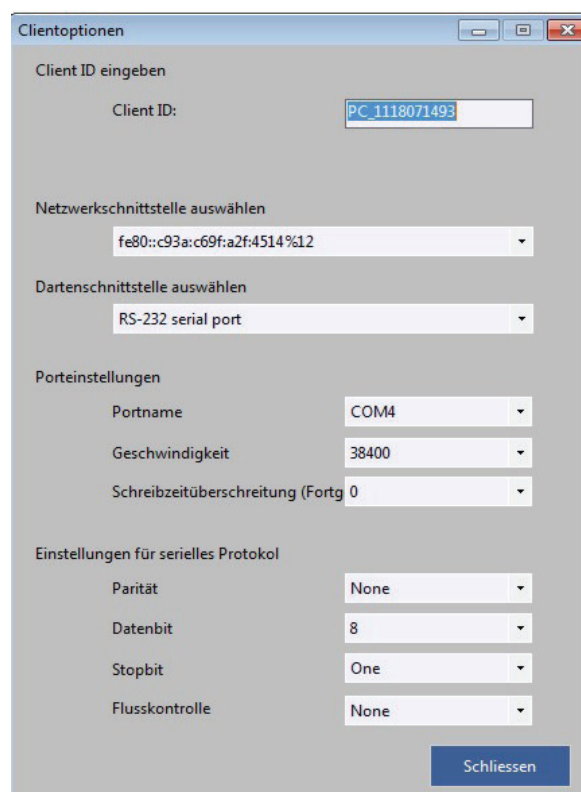 Clientoptionen
Client ID eingeben
Client ID: PC_1118071493
Netzwerkschnittstelle auswählen
fe80::c93a:c69f:a2f:4514%12
Dartenschnittstelle auswählen
RS-232 serial port
Porteinstellungen
Portname COM4
Geschwindigkeit 38400
Schreibzeitüberschreitung (Fortg 0
Einstellungen für serielles Protokol
Parität None
Datenbit 8
Stopbit One
Flusskontrolle None
Schliessen